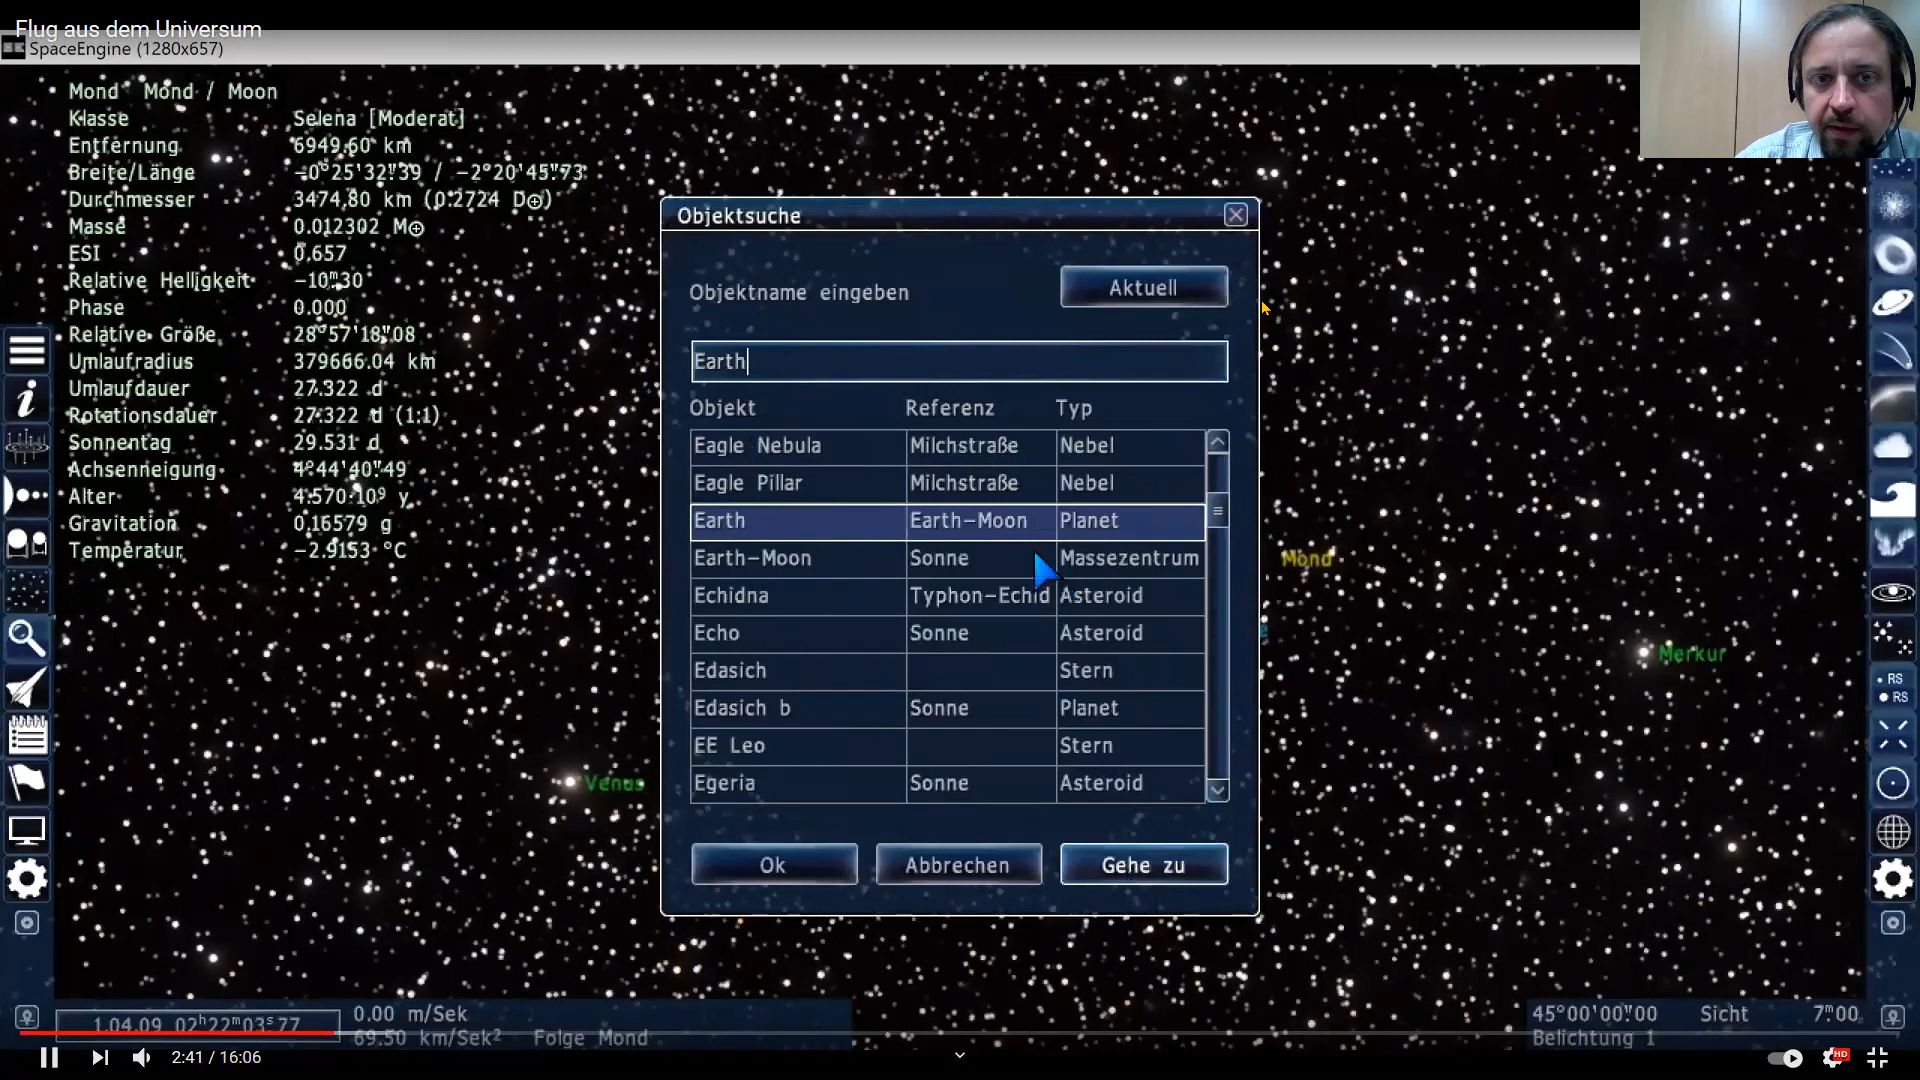 Flug aus dem Universum
SpaceEngine (1280x657)
Mond Mond / Moon
Klasse Selena [Moderat]
Entfernung 6949.60 km
Breite/Länge -0°25'32"39 / -2°20'45"73
Durchmesser 3474.80 km (0.2724 D⊕)
Masse 0.012302 M⊕
ESI 0.657
Relative Helligkeit -10m30
Phase 0.000
Relative Größe 28°57'18"08
Umlaufradius 379666.04 km
Umlaufdauer 27.322 d
Rotationsdauer 27.322 d (1:1)
Sonnentag 29.531 d
Achsenneigung 4°44'40"49
Alter 4.570·10⁹ y
Gravitation 0.16579 g
Temperatur -2.9153 °C
Objektsuche
Objektname eingeben
Aktuell
Earth
Objekt Referenz Typ
Eagle Nebula Milchstraße Nebel
Eagle Pillar Milchstraße Nebel
Earth Earth-Moon Planet
Earth-Moon Sonne Massezentrum
Echidna Typhon-Echid Asteroid
Echo Sonne Asteroid
Edasich Stern
Edasich b Sonne Planet
EE Leo Stern
Egeria Sonne Asteroid
Ok Abbrechen Gehe zu
Mond
Merkur
Venus
RS
RS
1.04.09 02h22m03s77
0.00 m/Sek
69.50 km/Sek² Folge Mond
45°00'00"00 Sicht 7m00
Belichtung 1
2:41 / 16:06
HD